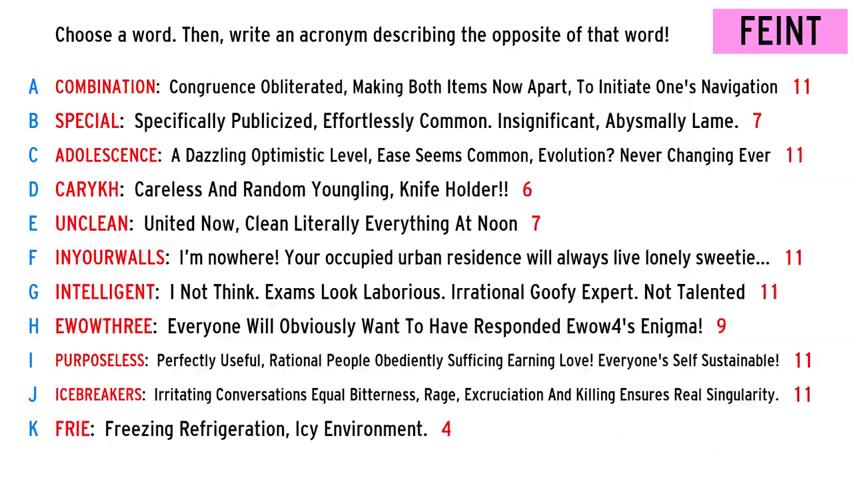 Choose a word. Then, write an acronym describing the opposite of that word!
FEINT
A COMBINATION: Congruence Obliterated, Making Both Items Now Apart, To Initiate One's Navigation 11
B SPECIAL: Specifically Publicized, Effortlessly Common. Insignificant, Abysmally Lame. 7
C ADOLESCENCE: A Dazzling Optimistic Level, Ease Seems Common, Evolution? Never Changing Ever 11
D CARYKH: Careless And Random Youngling, Knife Holder!! 6
E UNCLEAN: United Now, Clean Literally Everything At Noon 7
F INYOURWALLS: I'm nowhere! Your occupied urban residence will always live lonely sweetie... 11
G INTELLIGENT: I Not Think. Exams Look Laborious. Irrational Goofy Expert. Not Talented 11
H EWOWTHREE: Everyone Will Obviously Want To Have Responded Ewow4's Enigma! 9
I PURPOSELESS: Perfectly Useful, Rational People Obediently Sufficing Earning Love! Everyone's Self Sustainable! 11
J ICEBREAKERS: Irritating Conversations Equal Bitterness, Rage, Excruciation And Killing Ensures Real Singularity. 11
K FRIE: Freezing Refrigeration, Icy Environment. 4